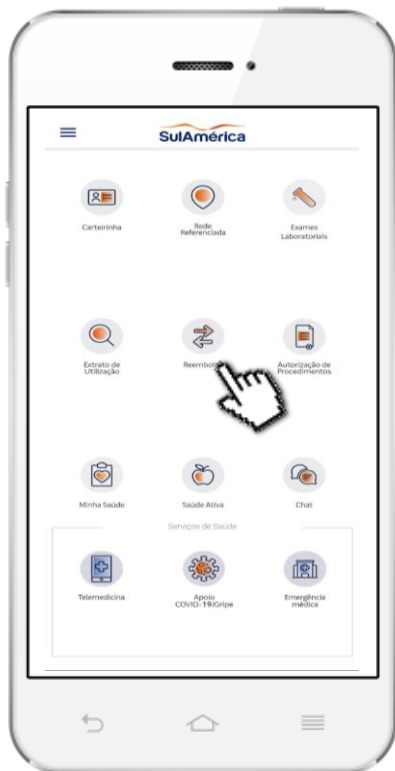 SulAmérica
Carteirinha
Rede
Referenciada
Exames
Laboratoriais
Extrato de
Utilização
Autorização de
Procedimentos
Minha Saúde
Saúde Ativa
Chat
Serviços de Saúde
Telemedicina
Apoio
COVID-19|Gripe
Emergência
médica